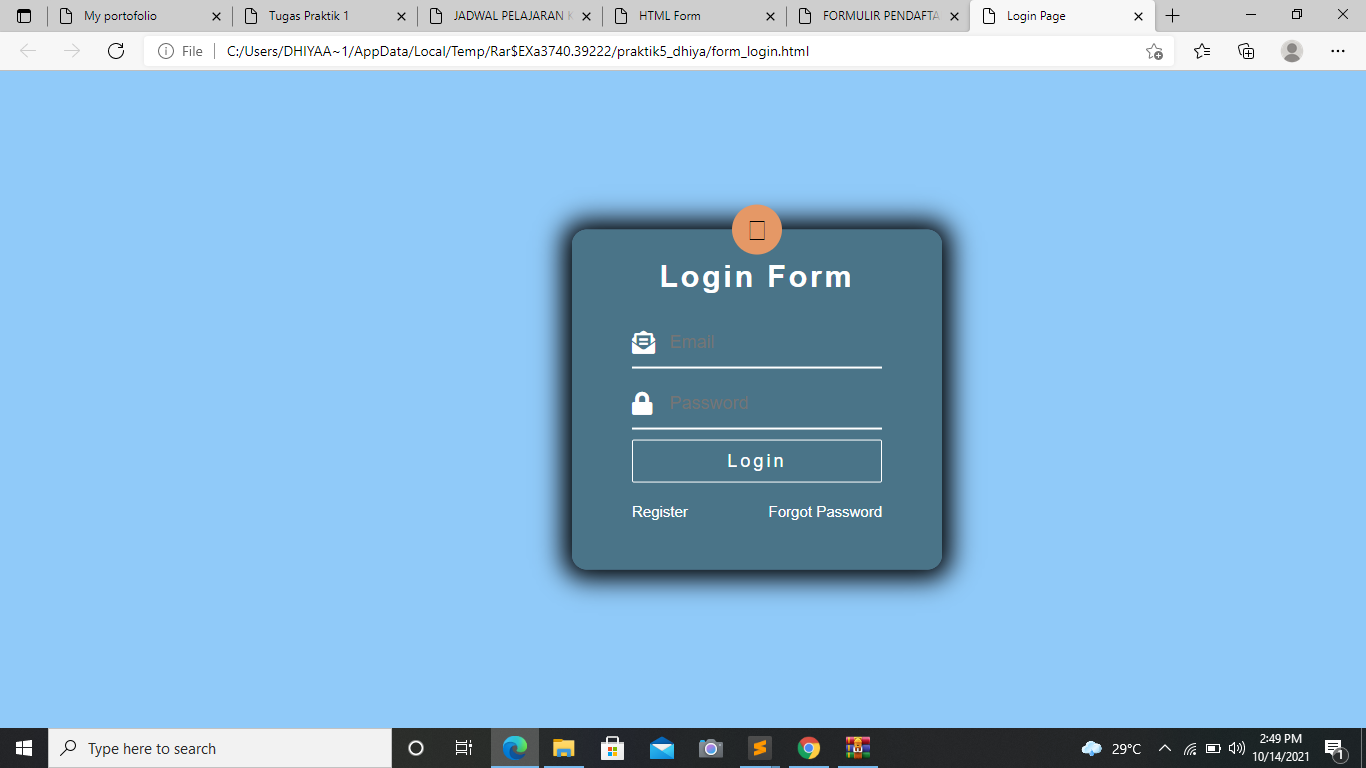 My portofolio
Tugas Praktik 1
JADWAL PELAJARAN K
HTML Form
FORMULIR PENDAFTA
Login Page
File
C:/Users/DHIYAA~1/AppData/Local/Temp/Rar$EXa3740.39222/praktik5_dhiya/form_login.html
Login Form
Email
Password
Login
Register Forgot Password
Type here to search
29°C
2:49 PM
10/14/2021
1